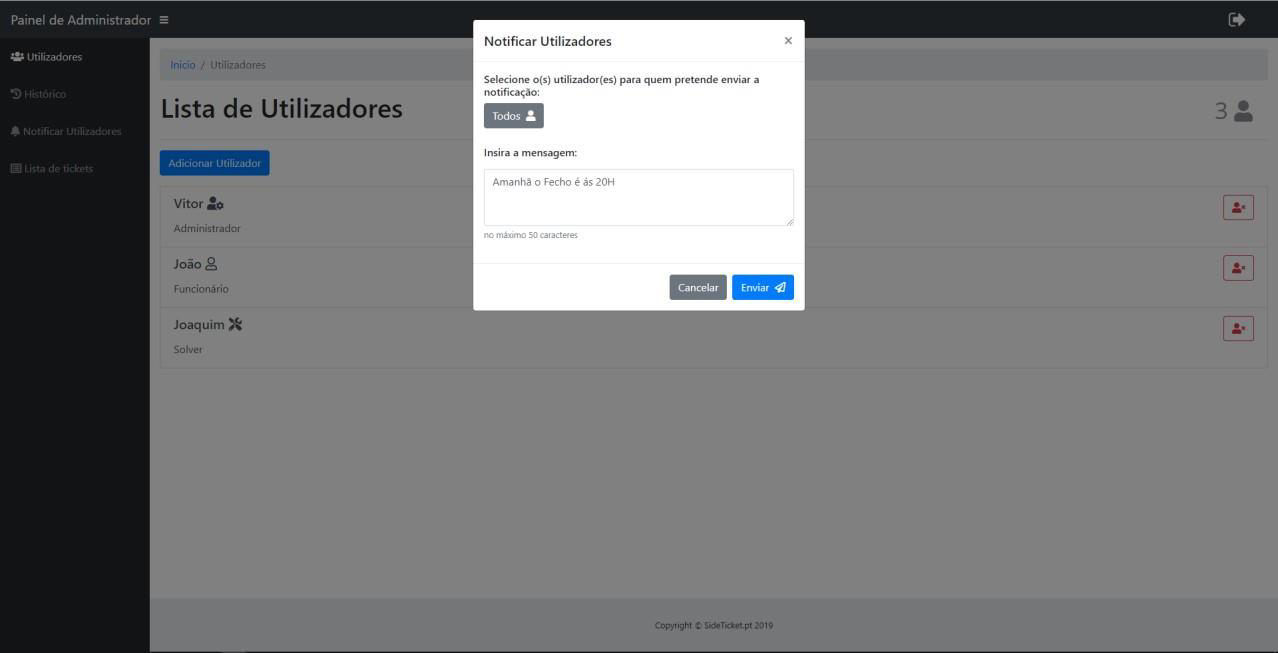 Painel de Administrador
Utilizadores
Histórico
Notificar Utilizadores
Lista de tickets
Início / Utilizadores
Lista de Utilizadores
3
Adicionar Utilizador
Vitor
Administrador
João
Funcionário
Joaquim
Solver
Notificar Utilizadores ×
Selecione o(s) utilizador(es) para quem pretende enviar a
notificação:
Todos
Insira a mensagem:
Amanhã o Fecho é ás 20H
no máximo 50 caracteres
Cancelar Enviar
Copyright © SideTicket.pt 2019